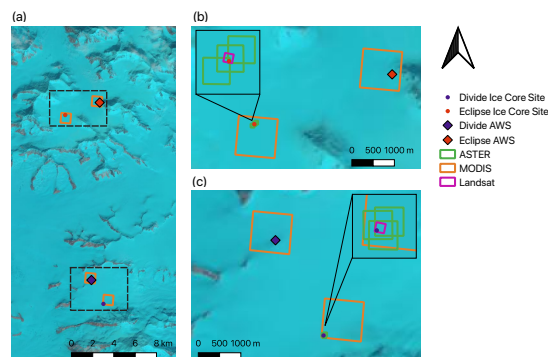 (a)
(b)
0 500 1000 m
(c)
0 500 1000 m
0 2 4 6 8 km
Divide Ice Core Site
Eclipse Ice Core Site
Divide AWS
Eclipse AWS
ASTER
MODIS
Landsat